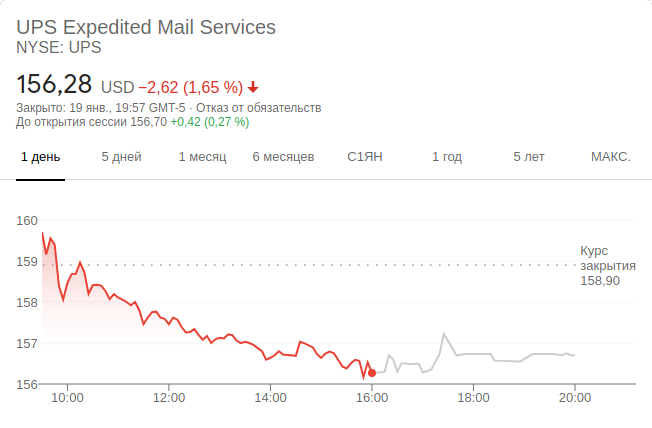 UPS Expedited Mail Services
NYSE: UPS
156,28 USD −2,62 (1,65 %)
Закрыто: 19 янв., 19:57 GMT-5 · Отказ от обязательств
До открытия сессии 156,70 +0,42 (0,27 %)
1 день 5 дней 1 месяц 6 месяцев С1ЯН 1 год 5 лет МАКС.
160
159
158
157
156
Курс
закрытия
158,90
10:00 12:00 14:00 16:00 18:00 20:00